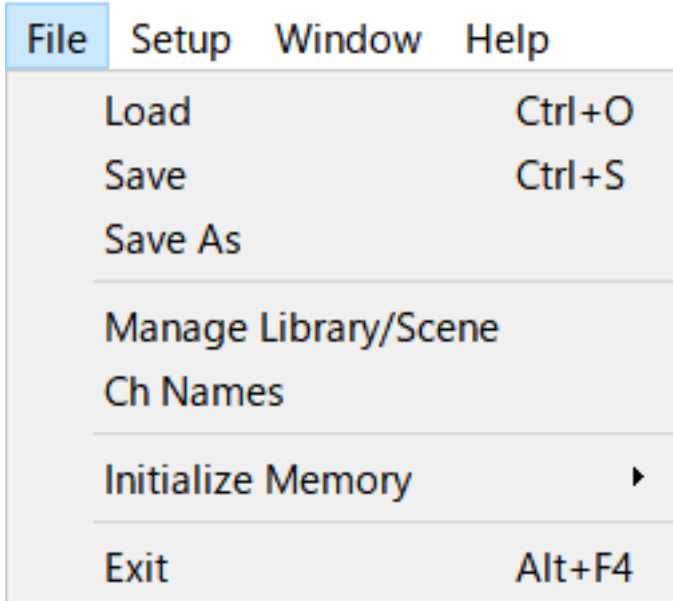 File Setup Window Help
Load Ctrl+O
Save Ctrl+S
Save As
Manage Library/Scene
Ch Names
Initialize Memory
Exit Alt+F4